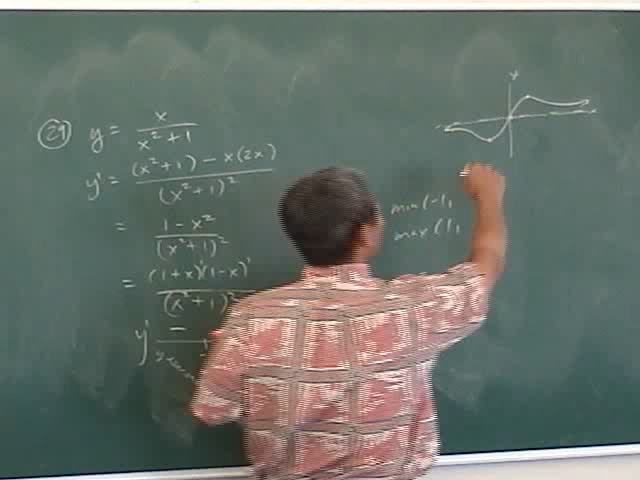 (29) y = x / (x² + 1)
y' = ((x² + 1) - x(2x)) / (x² + 1)²
= (1 - x²) / (x² + 1)²
= (1 + x)(1 - x) / (x² + 1)²
y' -
y
min (-1,
max (1,